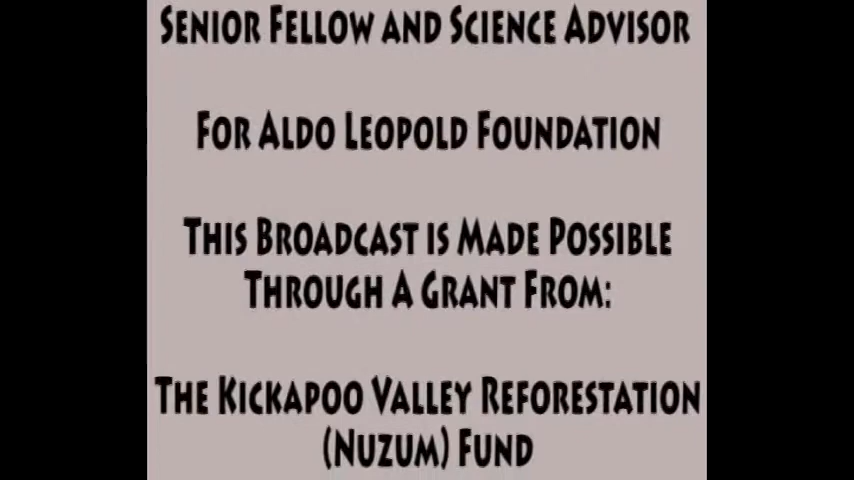 Senior Fellow and Science Advisor
For Aldo Leopold Foundation
This Broadcast is Made Possible
Through A Grant From:
The Kickapoo Valley Reforestation
(Nuzum) Fund